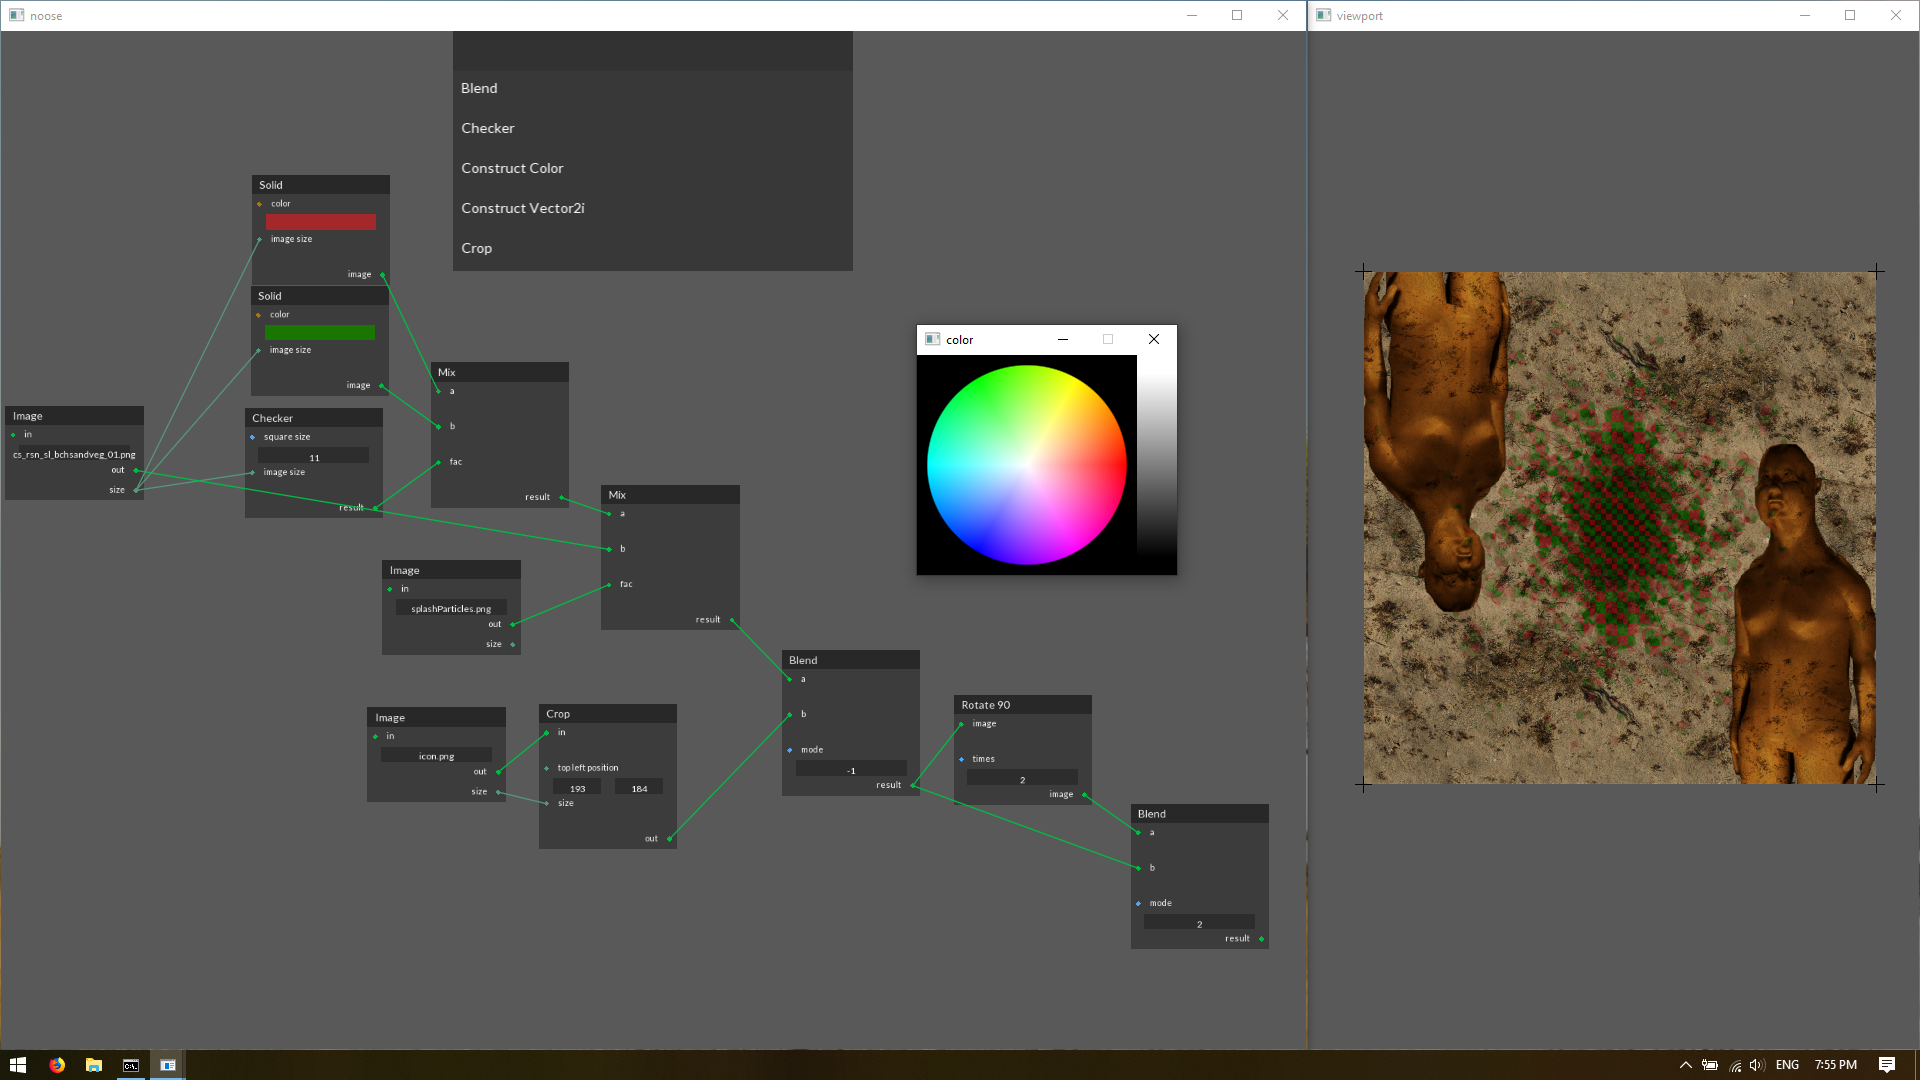 noose
viewport
Blend
Checker
Construct Color
Construct Vector2i
Crop
Solid
color
image size
image
Solid
color
image size
image
Image
in
cs_rsn_sl_bchsandveg_01.png
out
size
Checker
square size
11
image size
result
Mix
a
b
fac
result
Mix
a
b
fac
result
Image
in
splashParticles.png
out
size
Image
in
icon.png
out
size
Crop
in
top left position
193 184
size
out
Blend
a
b
mode
-1
result
Rotate 90
image
times
2
image
Blend
a
b
mode
2
result
color
ENG
7:55 PM